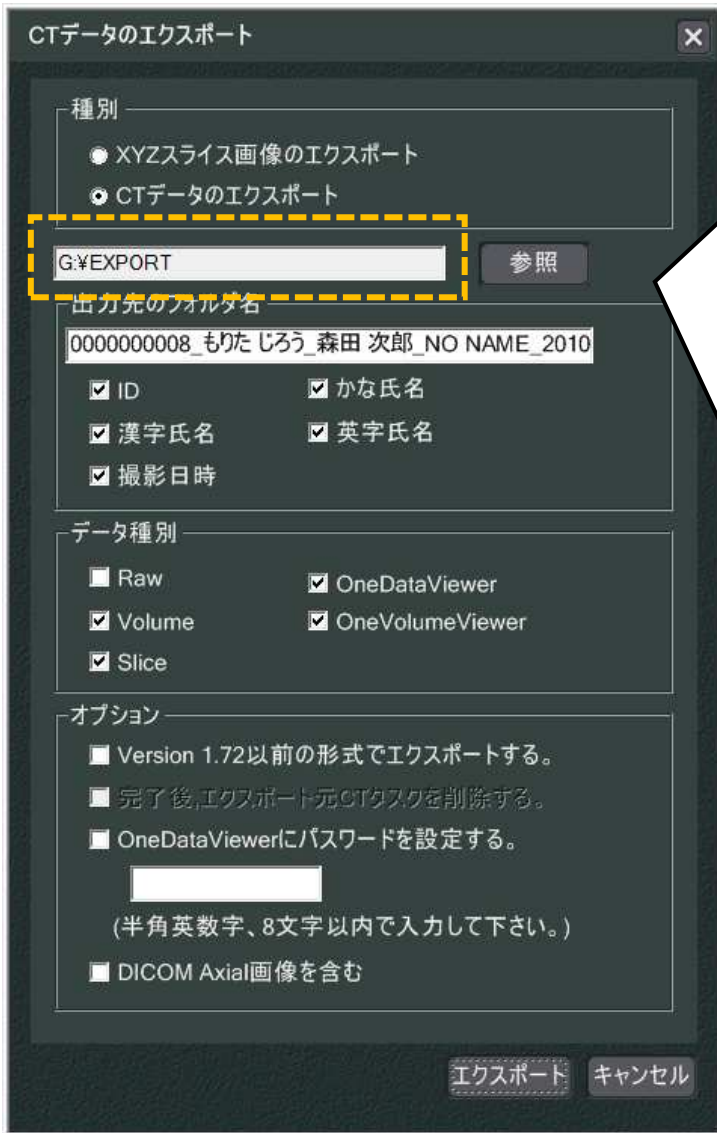 CTデータのエクスポート
種別
XYZスライス画像のエクスポート
CTデータのエクスポート
G:¥EXPORT
参照
出力先のフォルダ名
0000000008_もりた じろう_森田 次郎_NO NAME_2010
ID
かな氏名
漢字氏名
英字氏名
撮影日時
データ種別
Raw
OneDataViewer
Volume
OneVolumeViewer
Slice
オプション
Version 1.72以前の形式でエクスポートする。
完了後,エクスポート元CTタスクを削除する。
OneDataViewerにパスワードを設定する。
(半角英数字、8文字以内で入力して下さい。)
DICOM Axial画像を含む
エクスポート
キャンセル